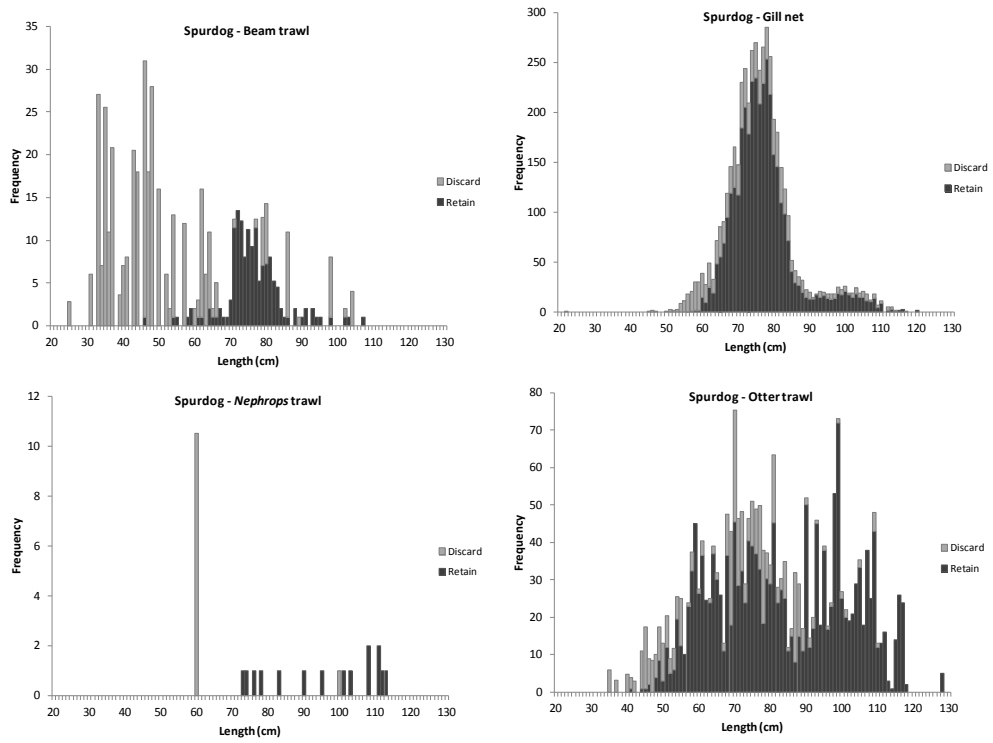 Spurdog - Beam trawl
35
30
25
20
15
10
5
0
Frequency
20 30 40 50 60 70 80 90 100 110 120 130
Length (cm)
Discard
Retain
Spurdog - Gill net
300
250
200
150
100
50
0
Frequency
20 30 40 50 60 70 80 90 100 110 120 130
Length (cm)
Discard
Retain
Spurdog - Nephrops trawl
12
10
8
6
4
2
0
Frequency
20 30 40 50 60 70 80 90 100 110 120 130
Length (cm)
Discard
Retain
Spurdog - Otter trawl
80
70
60
50
40
30
20
10
0
Frequency
20 30 40 50 60 70 80 90 100 110 120 130
Length (cm)
Discard
Retain